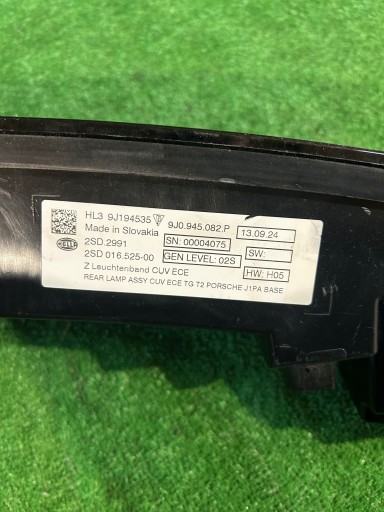 HL3 9J194535 9J0.945.082.P 13.09.24
Made in Slovakia SN: 00004075 SW:
HELLA 2SD.2991 GEN LEVEL: 02S
2SD 016.525-00 HW: H05
Z Leuchtenband CUV ECE
REAR LAMP ASSY CUV ECE TG T2 PORSCHE J1PA BASE